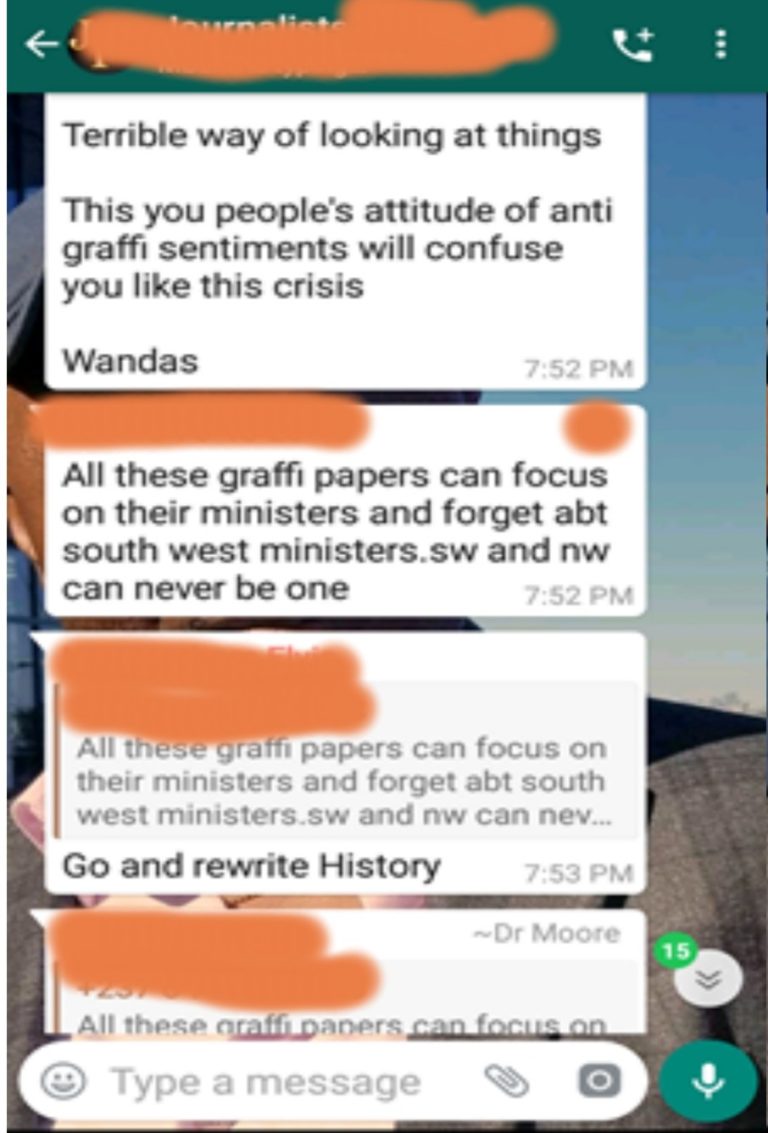 Journalists
Terrible way of looking at things
This you people's attitude of anti
graffi sentiments will confuse
you like this crisis
Wandas
7:52 PM
All these graffi papers can focus
on their ministers and forget abt
south west ministers.sw and nw
can never be one
7:52 PM
All these graffi papers can focus on
their ministers and forget abt south
west ministers.sw and nw can nev...
Go and rewrite History
7:53 PM
~Dr Moore
All these graffi papers can focus on
15
Type a message